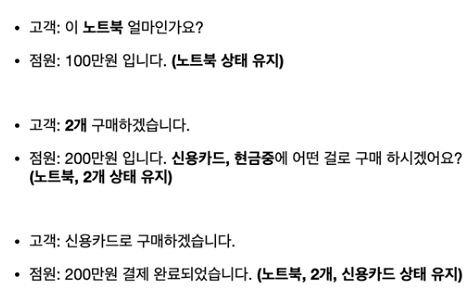 • 고객: 이 노트북 얼마인가요?
• 점원: 100만원 입니다. (노트북 상태 유지)
• 고객: 2개 구매하겠습니다.
• 점원: 200만원 입니다. 신용카드, 현금중에 어떤 걸로 구매 하시겠어요?
(노트북, 2개 상태 유지)
• 고객: 신용카드로 구매하겠습니다.
• 점원: 200만원 결제 완료되었습니다. (노트북, 2개, 신용카드 상태 유지)